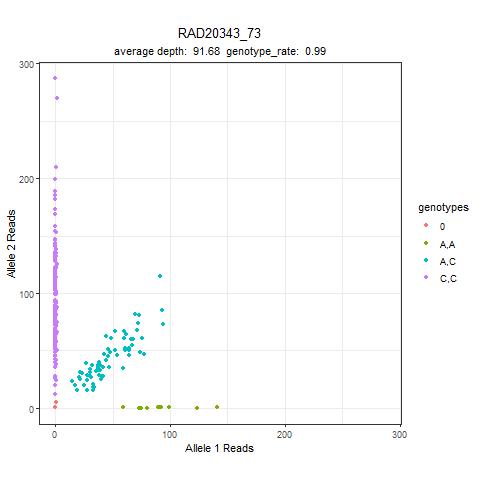 RAD20343_73
average depth:  91.68  genotype_rate:  0.99
300
200
100
0
Allele 2 Reads
0
100
200
300
Allele 1 Reads
genotypes
0
A,A
A,C
C,C